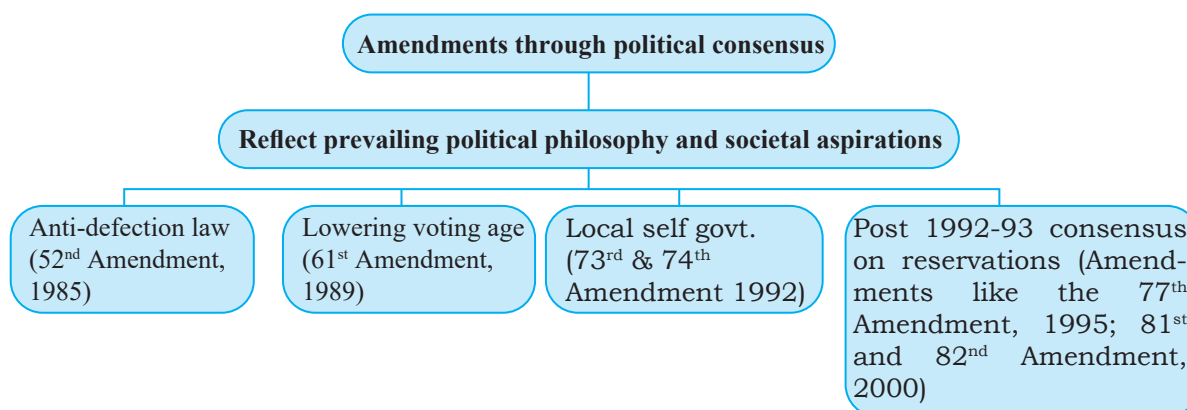 Amendments through political consensus
Reflect prevailing political philosophy and societal aspirations
Anti-defection law
(52nd Amendment,
1985)
Lowering voting age
(61st Amendment,
1989)
Local self govt.
(73rd & 74th
Amendment 1992)
Post 1992-93 consensus
on reservations (Amend-
ments like the 77th
Amendment, 1995; 81st
and 82nd Amendment,
2000)